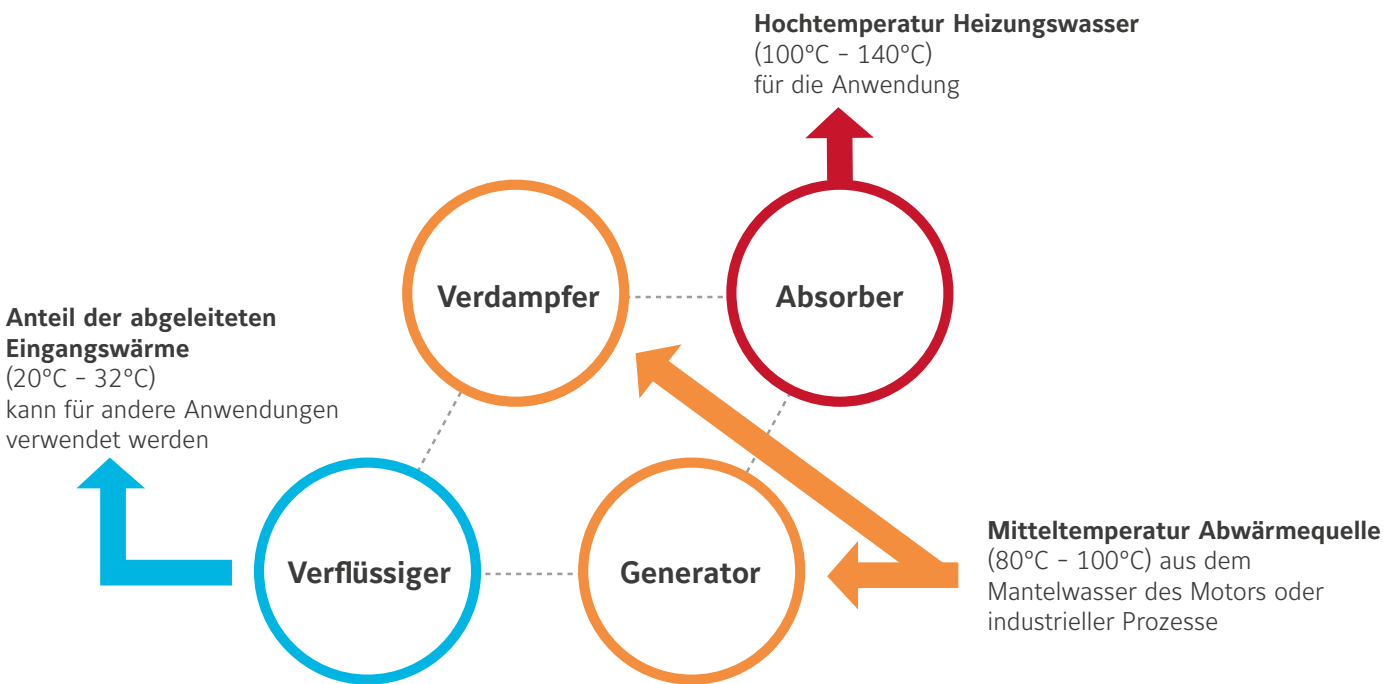 Hochtemperatur Heizungswasser
(100°C – 140°C)
für die Anwendung
Verdampfer
Absorber
Anteil der abgeleiteten
Eingangswärme
(20°C – 32°C)
kann für andere Anwendungen
verwendet werden
Verflüssiger
Generator
Mitteltemperatur Abwärmequelle
(80°C – 100°C) aus dem
Mantelwasser des Motors oder
industrieller Prozesse